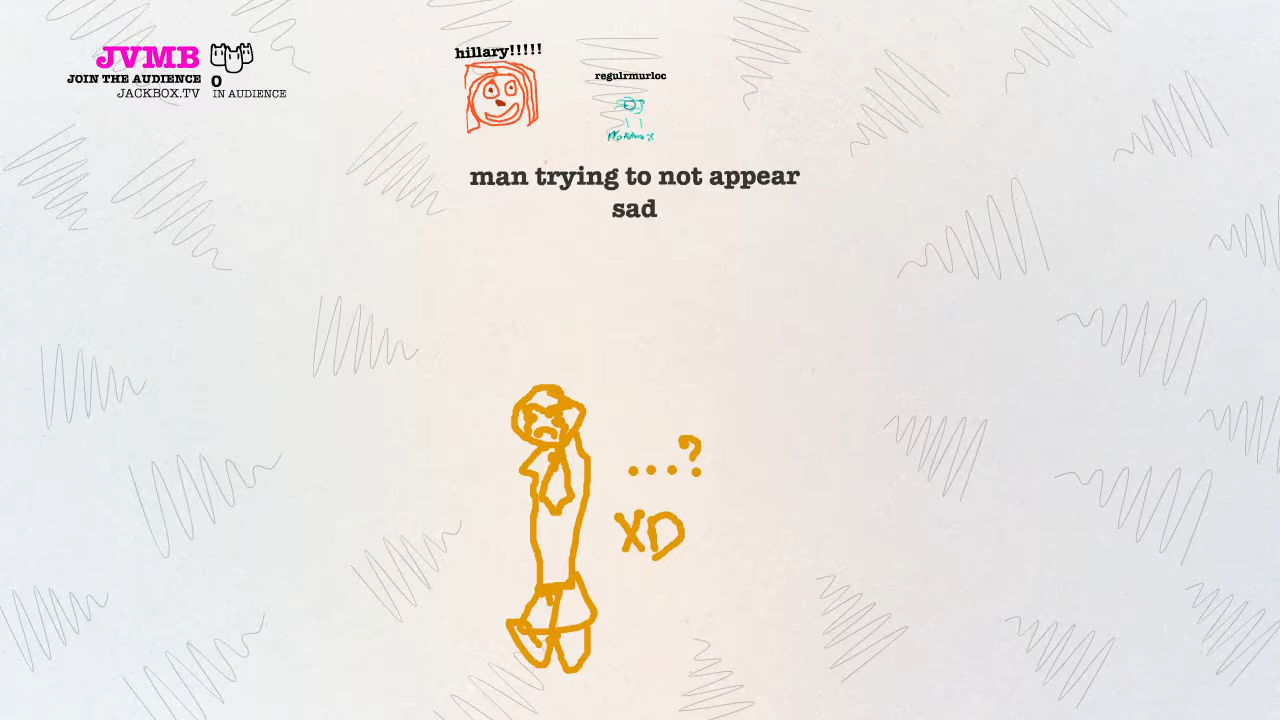 JVMB
JOIN THE AUDIENCE
JACKBOX.TV
0
IN AUDIENCE
hillary!!!!!
regulrmurloc
man trying to not appear
sad
....?
XD